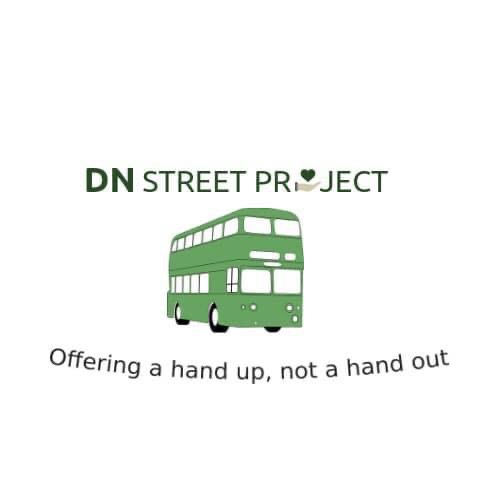 DN STREET PROJECT
Offering a hand up, not a hand out